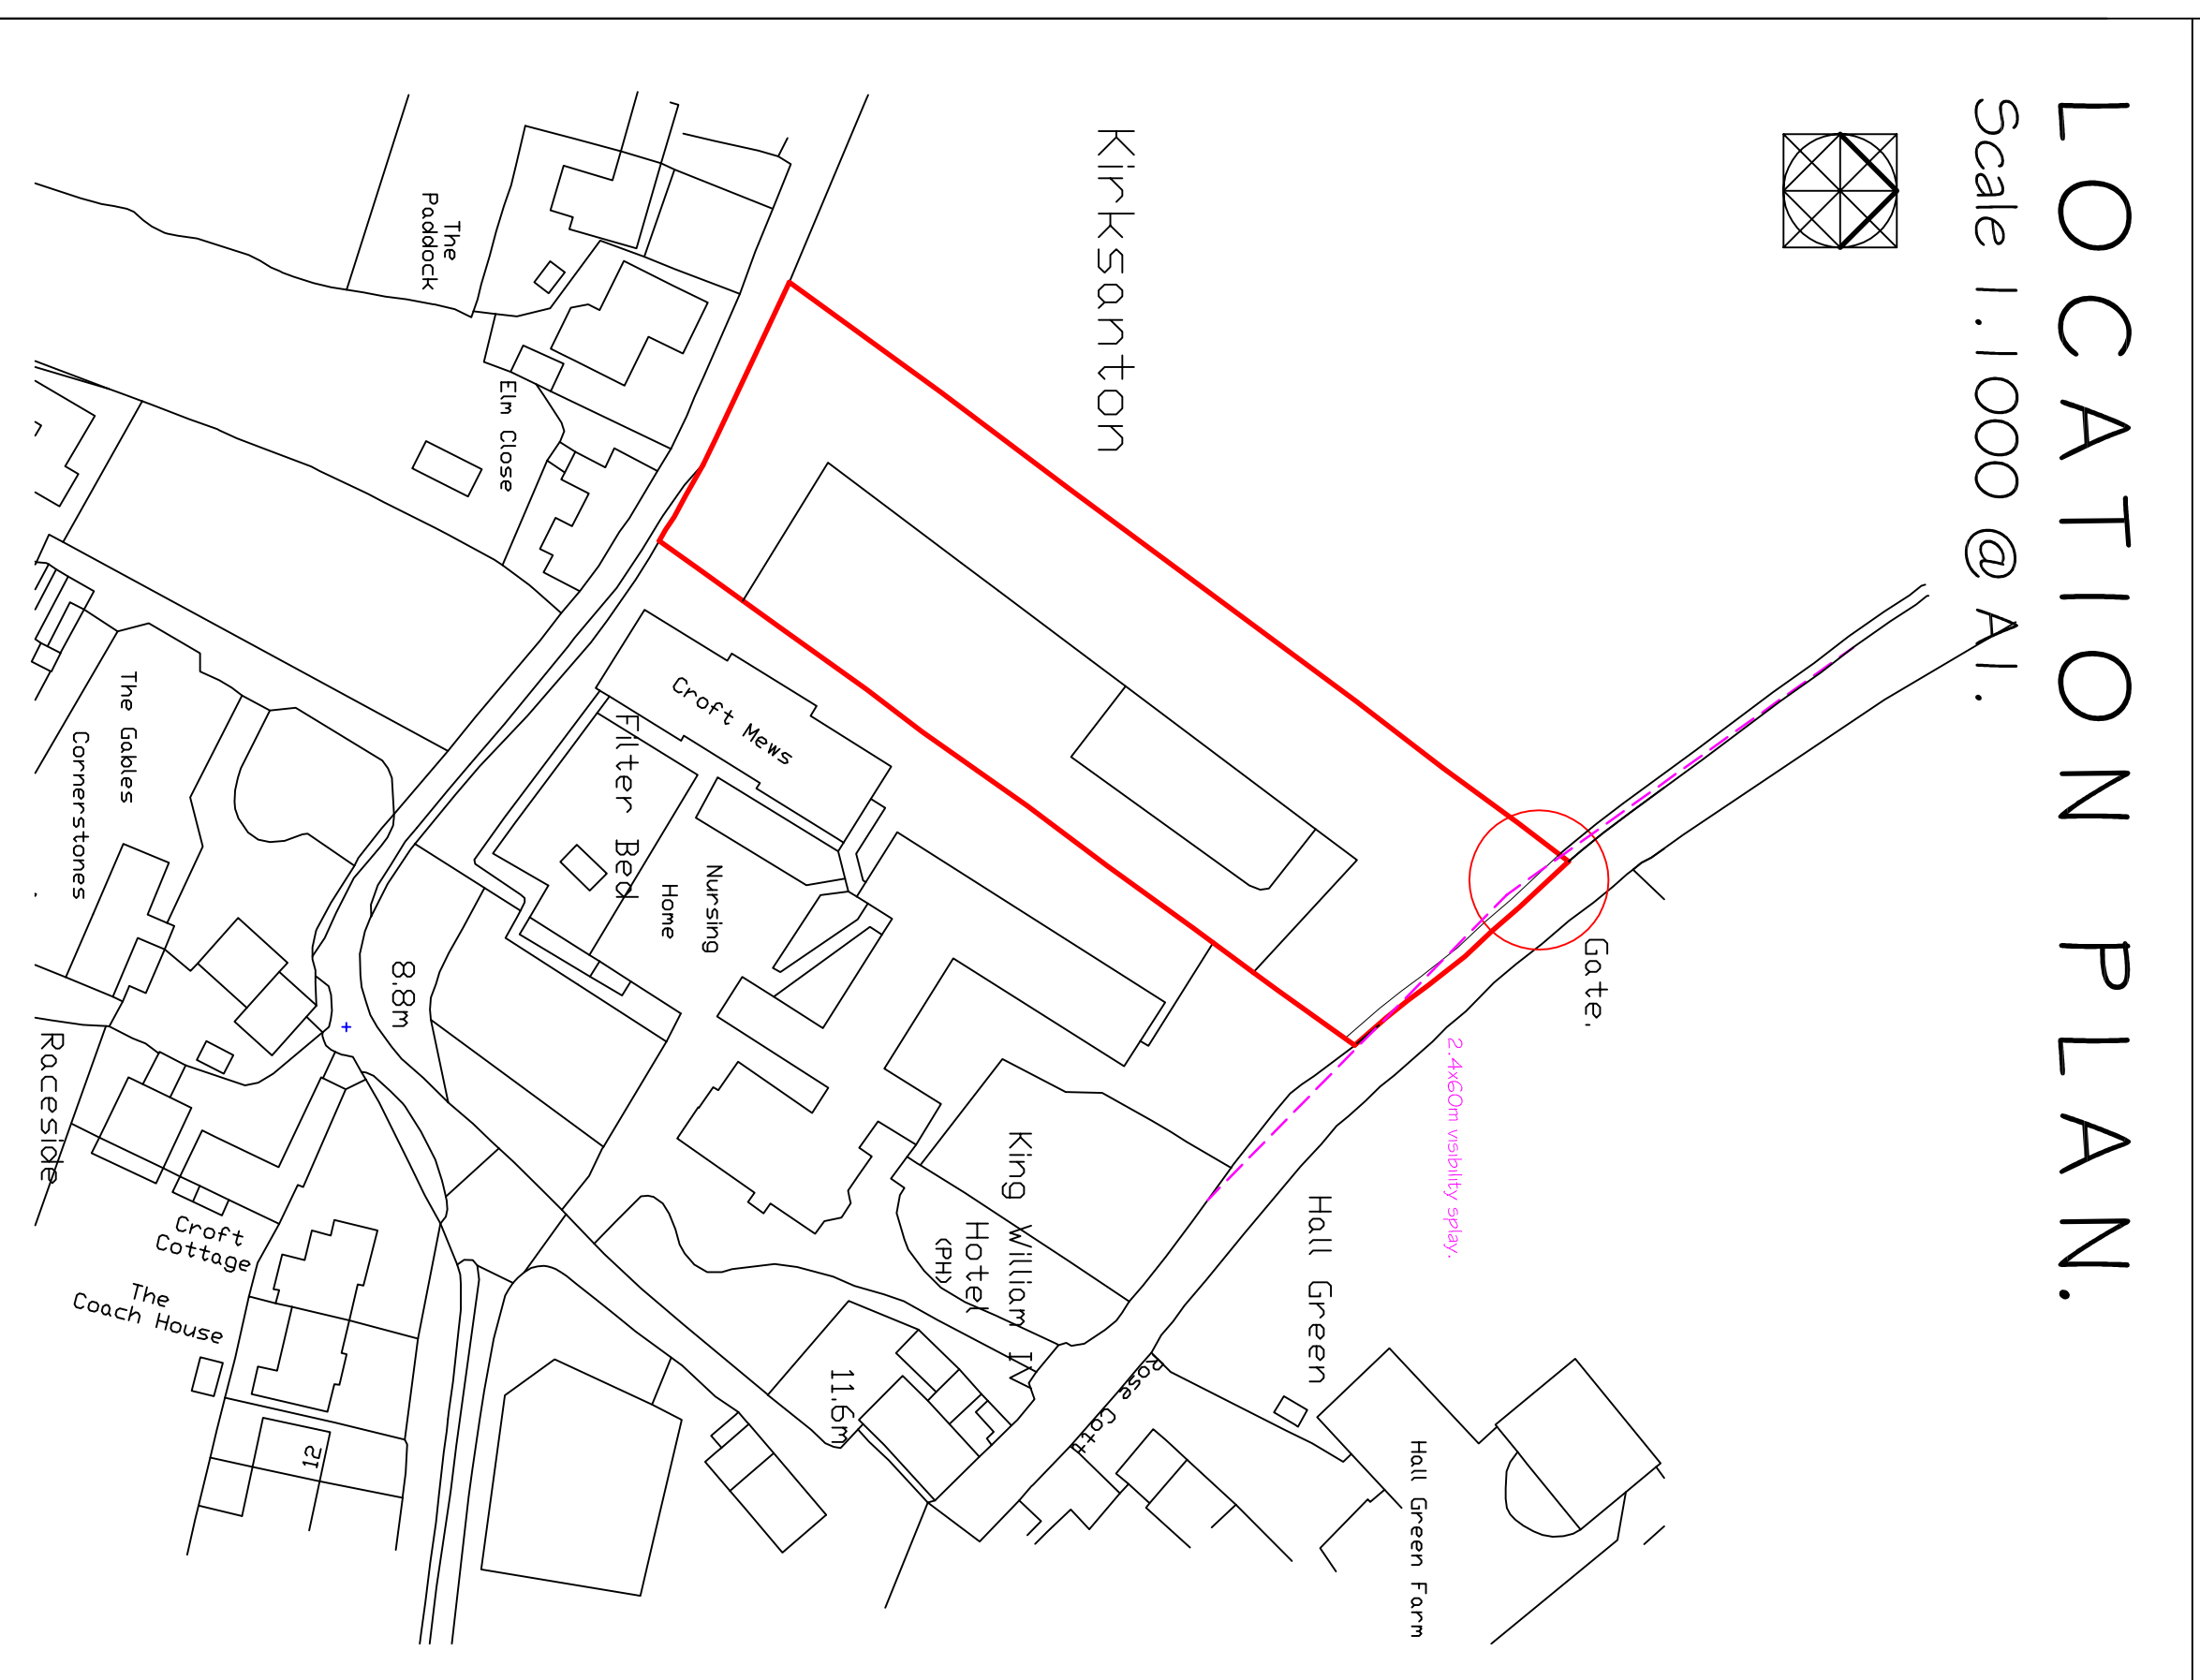 LOCATION PLAN.
Scale 1.1000 @ A1.
Kirksanton
Gate.
2.4x60m visibility splay.
Hall Green
Hall Green Farm
Rose Cott
King William IV
Hotel
(PH)
11.6m
Croft Mews
Nursing
Home
Filter Bed
Elm Close
The
Paddock
8.8m
The Gables
Cornerstones
Raceside
Croft
Cottage
The
Coach House
12